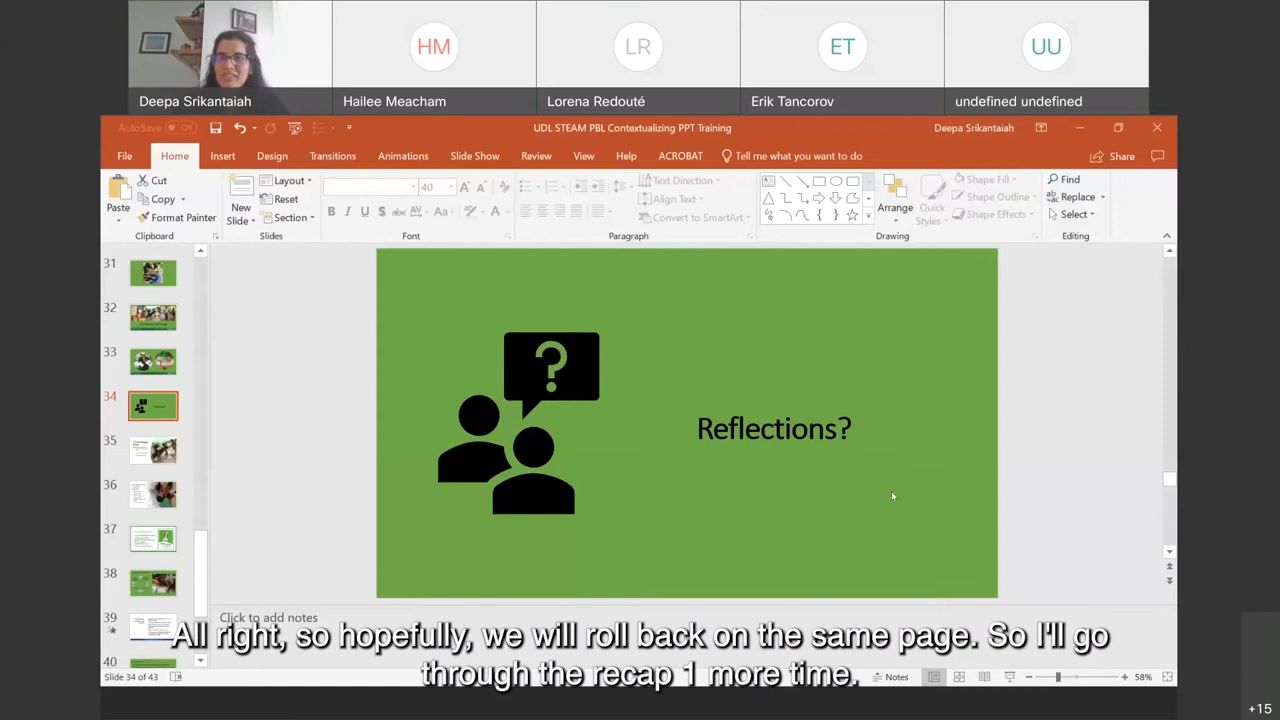 HM
LR
ET
UU
Deepa Srikantaiah
Hailee Meacham
Lorena Redouté
Erik Tancorov
undefined undefined
AutoSave Off
UDL STEAM PBL Contextualizing PPT Training
Deepa Srikantaiah
File Home Insert Design Transitions Animations Slide Show Review View Help ACROBAT Tell me what you want to do Share
Paste
Cut
Copy
Format Painter
Clipboard
New Slide
Layout
Reset
Section
Slides
40
B I U S abc AV Aa A
Font
Text Direction
Align Text
Convert to SmartArt
Paragraph
Arrange
Quick Styles
Shape Fill
Shape Outline
Shape Effects
Drawing
Find
Replace
Select
Editing
31
32
33
34
35
36
37
38
39
40
?
Reflections?
Click to add notes
All right, so hopefully, we will roll back on the same page. So I'll go
through the recap 1 more time.
Slide 34 of 43
Notes
58%
+15